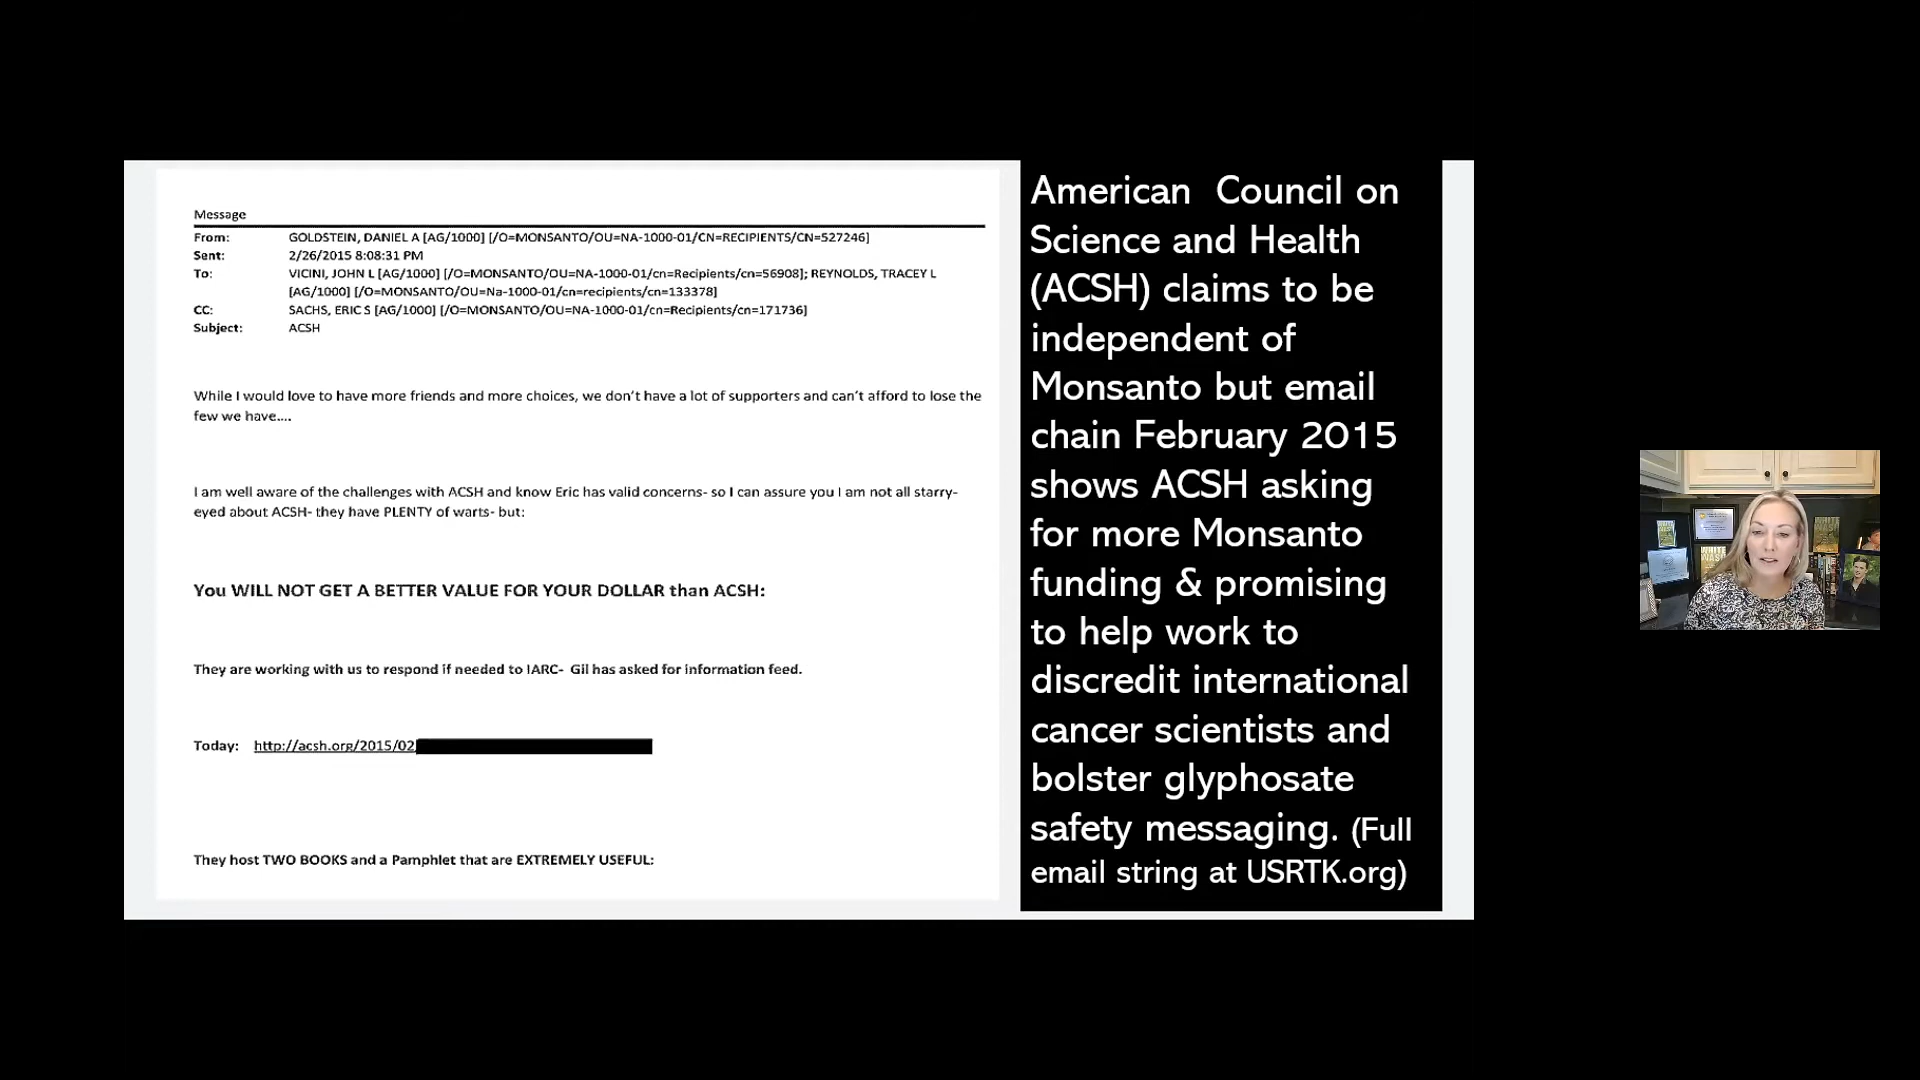 Message
From: GOLDSTEIN, DANIEL A [AG/1000] [/O=MONSANTO/OU=NA-1000-01/CN=RECIPIENTS/CN=527246]
Sent: 2/26/2015 8:08:31 PM
To: VICINI, JOHN L [AG/1000] [/O=MONSANTO/OU=NA-1000-01/cn=Recipients/cn=56908]; REYNOLDS, TRACEY L
[AG/1000] [/O=MONSANTO/OU=Na-1000-01/cn=recipients/cn=133378]
CC: SACHS, ERIC S [AG/1000] [/O=MONSANTO/OU=NA-1000-01/cn=Recipients/cn=171736]
Subject: ACSH
While I would love to have more friends and more choices, we don't have a lot of supporters and can't afford to lose the
few we have....
I am well aware of the challenges with ACSH and know Eric has valid concerns- so I can assure you I am not all starry-
eyed about ACSH- they have PLENTY of warts- but:
You WILL NOT GET A BETTER VALUE FOR YOUR DOLLAR than ACSH:
They are working with us to respond if needed to IARC- Gil has asked for information feed.
Today: http://acsh.org/2015/02
They host TWO BOOKS and a Pamphlet that are EXTREMELY USEFUL:
American Council on
Science and Health
(ACSH) claims to be
independent of
Monsanto but email
chain February 2015
shows ACSH asking
for more Monsanto
funding & promising
to help work to
discredit international
cancer scientists and
bolster glyphosate
safety messaging. (Full
email string at USRTK.org)
WHITE
WASH